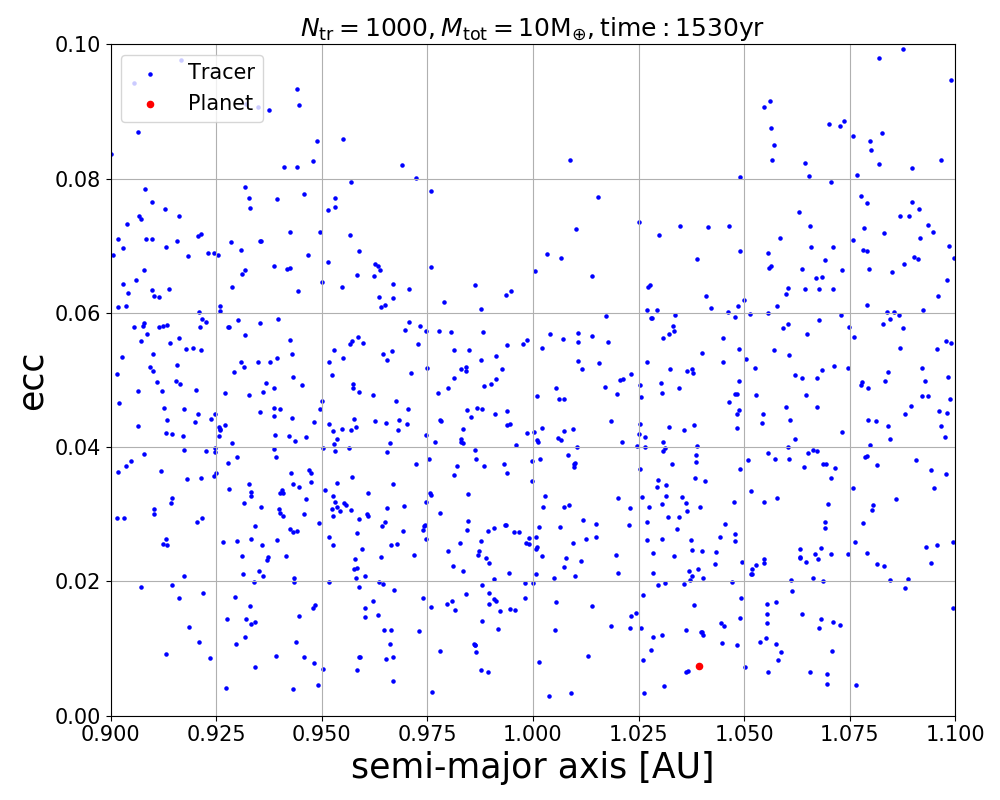 N_tr = 1000, M_tot = 10M_⊕, time : 1530yr
Tracer
Planet
0.10
0.08
0.06
0.04
0.02
0.00
ecc
0.900 0.925 0.950 0.975 1.000 1.025 1.050 1.075 1.100
semi-major axis [AU]